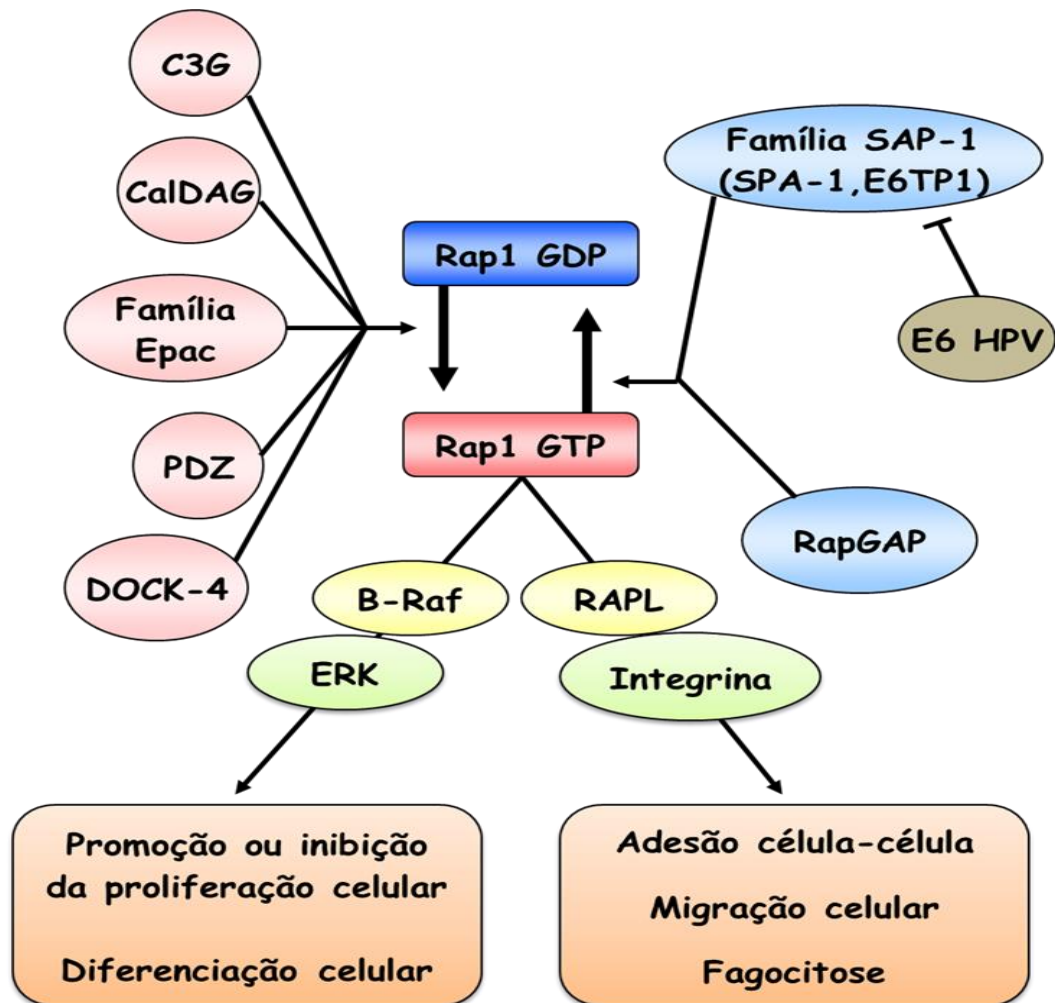 C3G
CalDAG
Família
Epac
PDZ
DOCK-4
Rap1 GDP
Rap1 GTP
Família SAP-1
(SPA-1,E6TP1)
E6 HPV
RapGAP
B-Raf
RAPL
ERK
Integrina
Promoção ou inibição
da proliferação celular
Diferenciação celular
Adesão célula-célula
Migração celular
Fagocitose